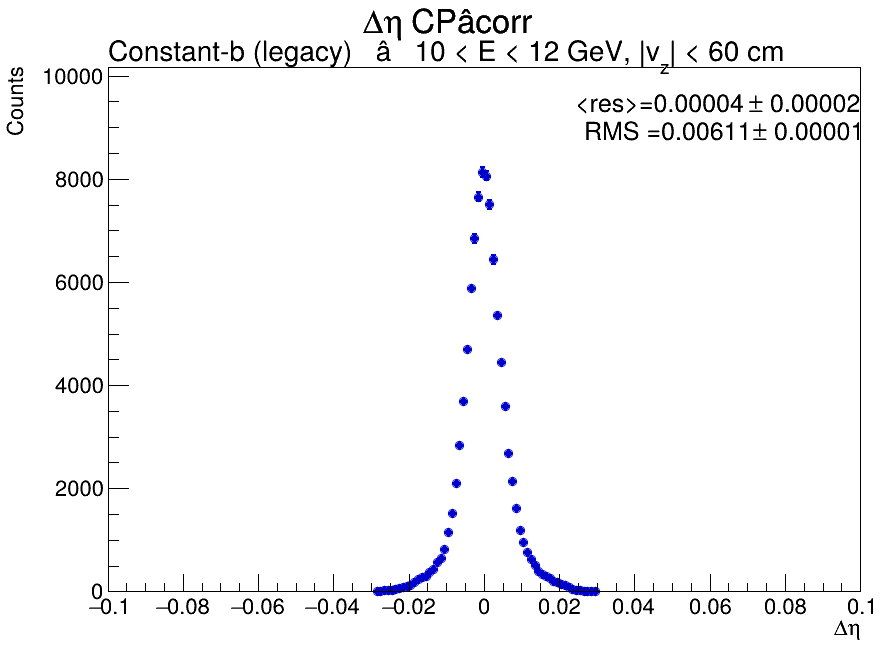 Δη CPâcorr
Constant-b (legacy) â 10 < E < 12 GeV, |v_z| < 60 cm
Counts
<res>=0.00004± 0.00002
RMS =0.00611± 0.00001
10000
8000
6000
4000
2000
0
−0.1 −0.08 −0.06 −0.04 −0.02 0 0.02 0.04 0.06 0.08 0.1
Δη